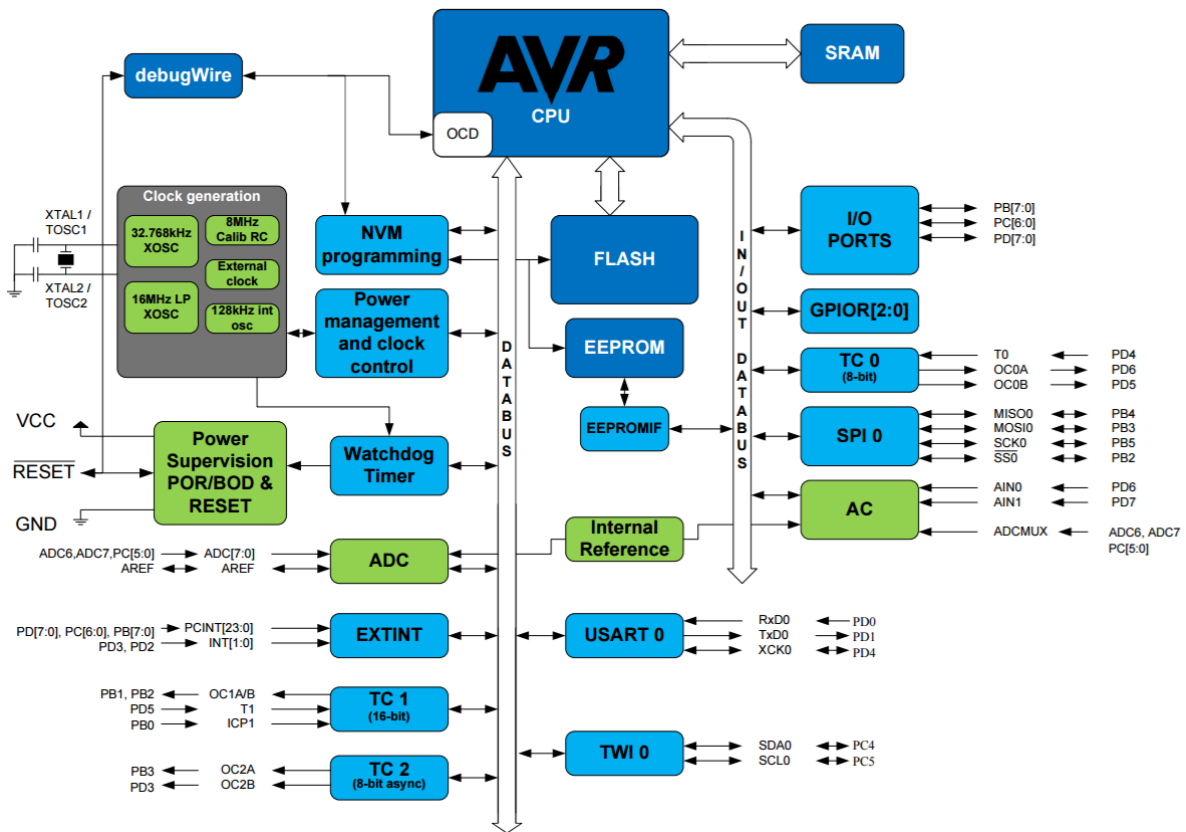 AVR
CPU
OCD
SRAM
debugWire
Clock generation
32.768kHz
XOSC
8MHz
Calib RC
External
clock
16MHz LP
XOSC
128kHz int
osc
XTAL1 /
TOSC1
XTAL2 /
TOSC2
NVM
programming
Power
management
and clock
control
FLASH
EEPROM
EEPROMIF
DATABUS
IN/OUT DATABUS
I/O
PORTS
PB[7:0]
PC[6:0]
PD[7:0]
GPIOR[2:0]
TC 0
(8-bit)
T0 PD4
OC0A PD6
OC0B PD5
SPI 0
MISO0 PB4
MOSI0 PB3
SCK0 PB5
SS0 PB2
AC
AIN0 PD6
AIN1 PD7
ADCMUX ADC6, ADC7
PC[5:0]
VCC
RESET
GND
Power
Supervision
POR/BOD &
RESET
Watchdog
Timer
Internal
Reference
ADC6,ADC7,PC[5:0] ADC[7:0]
AREF AREF
ADC
PD[7:0], PC[6:0], PB[7:0] PCINT[23:0]
PD3, PD2 INT[1:0]
EXTINT
USART 0
RxD0 PD0
TxD0 PD1
XCK0 PD4
PB1, PB2 OC1A/B
PD5 T1
PB0 ICP1
TC 1
(16-bit)
TWI 0
SDA0 PC4
SCL0 PC5
PB3 OC2A
PD3 OC2B
TC 2
(8-bit async)